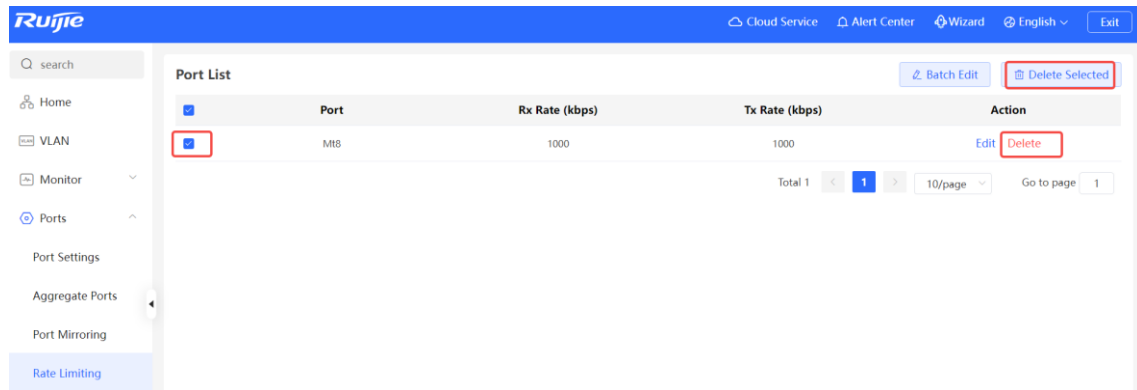 Ruijie
Cloud Service Alert Center Wizard English Exit
search
Home
VLAN
Monitor
Ports
Port Settings
Aggregate Ports
Port Mirroring
Rate Limiting
Port List Batch Edit Delete Selected
Port Rx Rate (kbps) Tx Rate (kbps) Action
Mt8 1000 1000 Edit Delete
Total 1 < 1 > 10/page Go to page 1